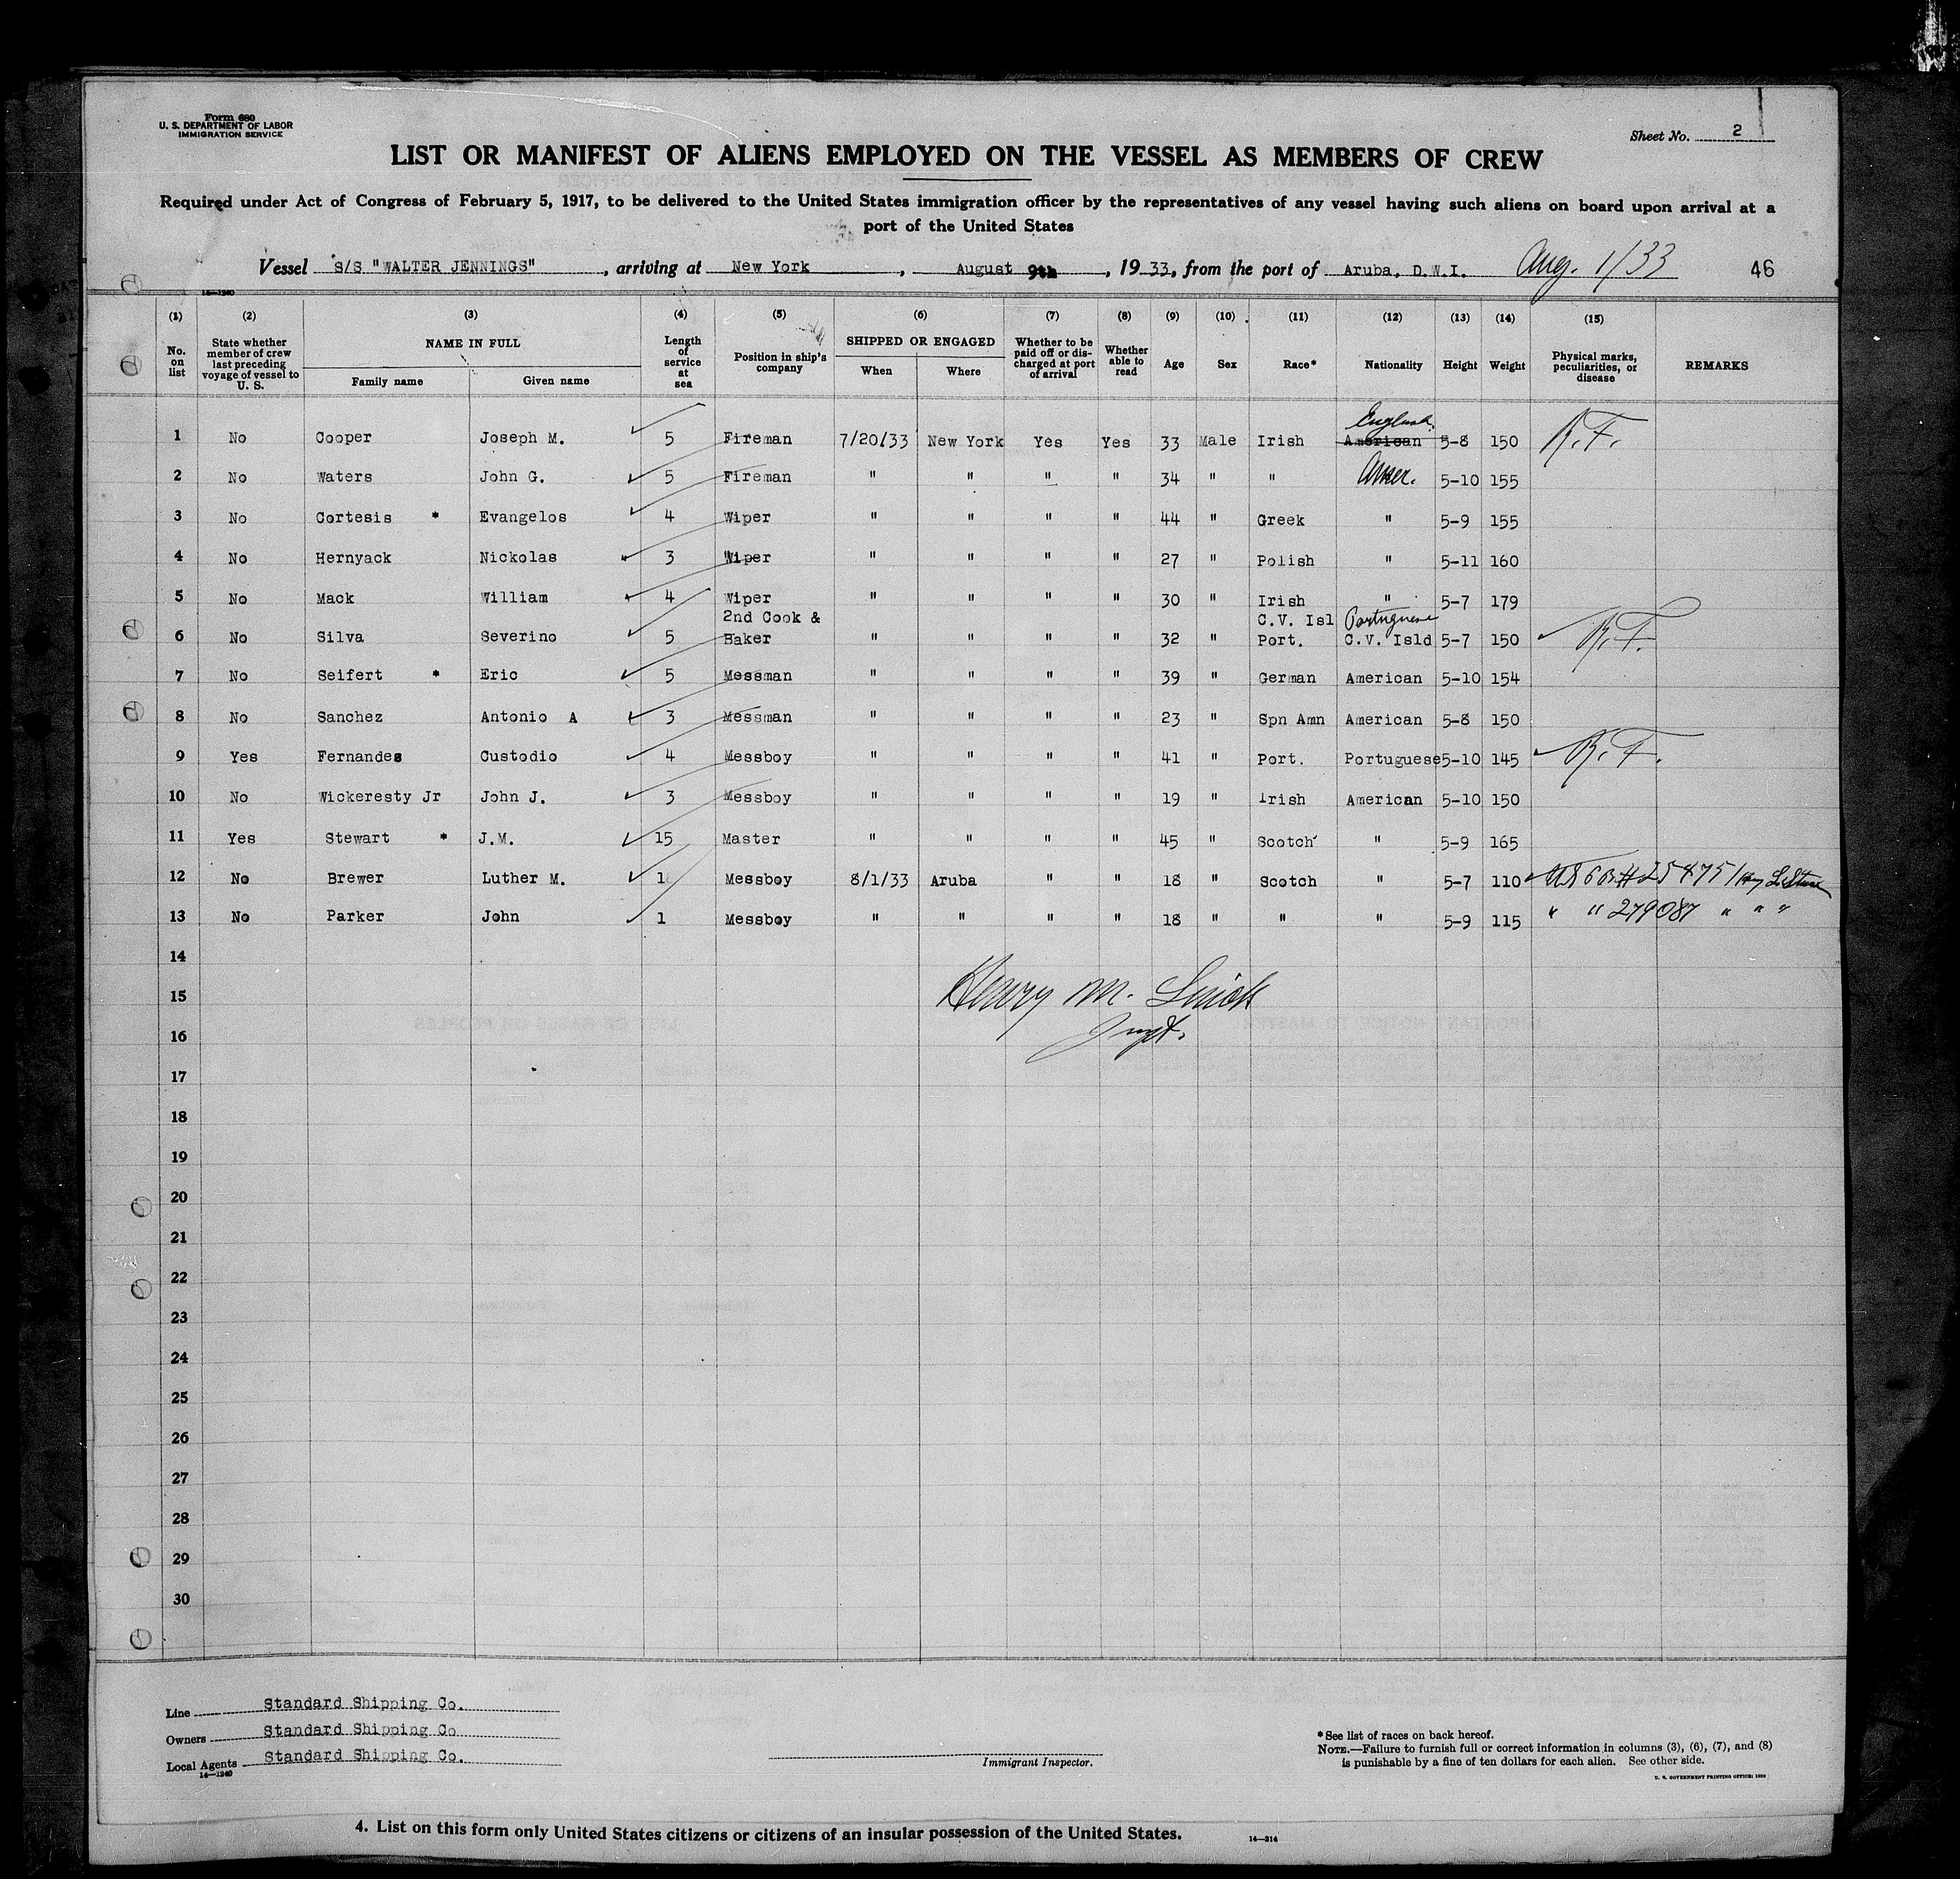 Form 680
U. S. DEPARTMENT OF LABOR
IMMIGRATION SERVICE
Sheet No. 2
LIST OR MANIFEST OF ALIENS EMPLOYED ON THE VESSEL AS MEMBERS OF CREW
Required under Act of Congress of February 5, 1917, to be delivered to the United States immigration officer by the representatives of any vessel having such aliens on board upon arrival at a
port of the United States
Vessel S/S "WALTER JENNINGS", arriving at New York, August 9th, 1933, from the port of Aruba, D.W.I. Aug. 1/33 46
14—1240
(1) (2) (3) (4) (5) (6) (7) (8) (9) (10) (11) (12) (13) (14) (15)
No. on list State whether member of crew last preceding voyage of vessel to U. S. NAME IN FULL Family name Given name Length of service at sea Position in ship's company SHIPPED OR ENGAGED When Where Whether to be paid off or discharged at port of arrival Whether able to read Age Sex Race* Nationality Height Weight Physical marks, peculiarities, or disease REMARKS
English
1 No Cooper Joseph M. 5 Fireman 7/20/33 New York Yes Yes 33 Male Irish American 5-8 150 R.F.
2 No Waters John G. 5 Fireman " " " " 34 " " Amer. 5-10 155
3 No Cortesis * Evangelos 4 Wiper " " " " 44 " Greek " 5-9 155
4 No Hernyack Nickolas 3 Wiper " " " " 27 " Polish " 5-11 160
5 No Mack William 4 Wiper " " " " 30 " Irish " 5-7 179
2nd Cook & C.V. Isl Portuguese
6 No Silva Severino 5 Baker " " " " 32 " Port. C.V. Isld 5-7 150 R.F.
7 No Seifert * Eric 5 Messman " " " " 39 " German American 5-10 154
8 No Sanchez Antonio A 3 Messman " " " " 23 " Spn Amn American 5-8 150
9 Yes Fernandes Custodio 4 Messboy " " " " 41 " Port. Portuguese 5-10 145 R.F.
10 No Wickeresty Jr John J. 3 Messboy " " " " 19 " Irish American 5-10 150
11 Yes Stewart * J.M. 15 Master " " " " 45 " Scotch " 5-9 165
12 No Brewer Luther M. 1 Messboy 8/1/33 Aruba " " 18 " Scotch " 5-7 110
13 No Parker John 1 Messboy " " " " 18 " " " 5-9 115 " " 279087 " " "
14
15 Henry M.
16
17
18
19
20
21
22
23
24
25
26
27
28
29
30
Line Standard Shipping Co.
Owners Standard Shipping Co
Local Agents Standard Shipping Co.
14—1240
Immigrant Inspector.
*See list of races on back hereof.
NOTE.—Failure to furnish full or correct information in columns (3), (6), (7), and (8)
is punishable by a fine of ten dollars for each alien. See other side.
U. S. GOVERNMENT PRINTING OFFICE: 1930
4. List on this form only United States citizens or citizens of an insular possession of the United States.
14—214